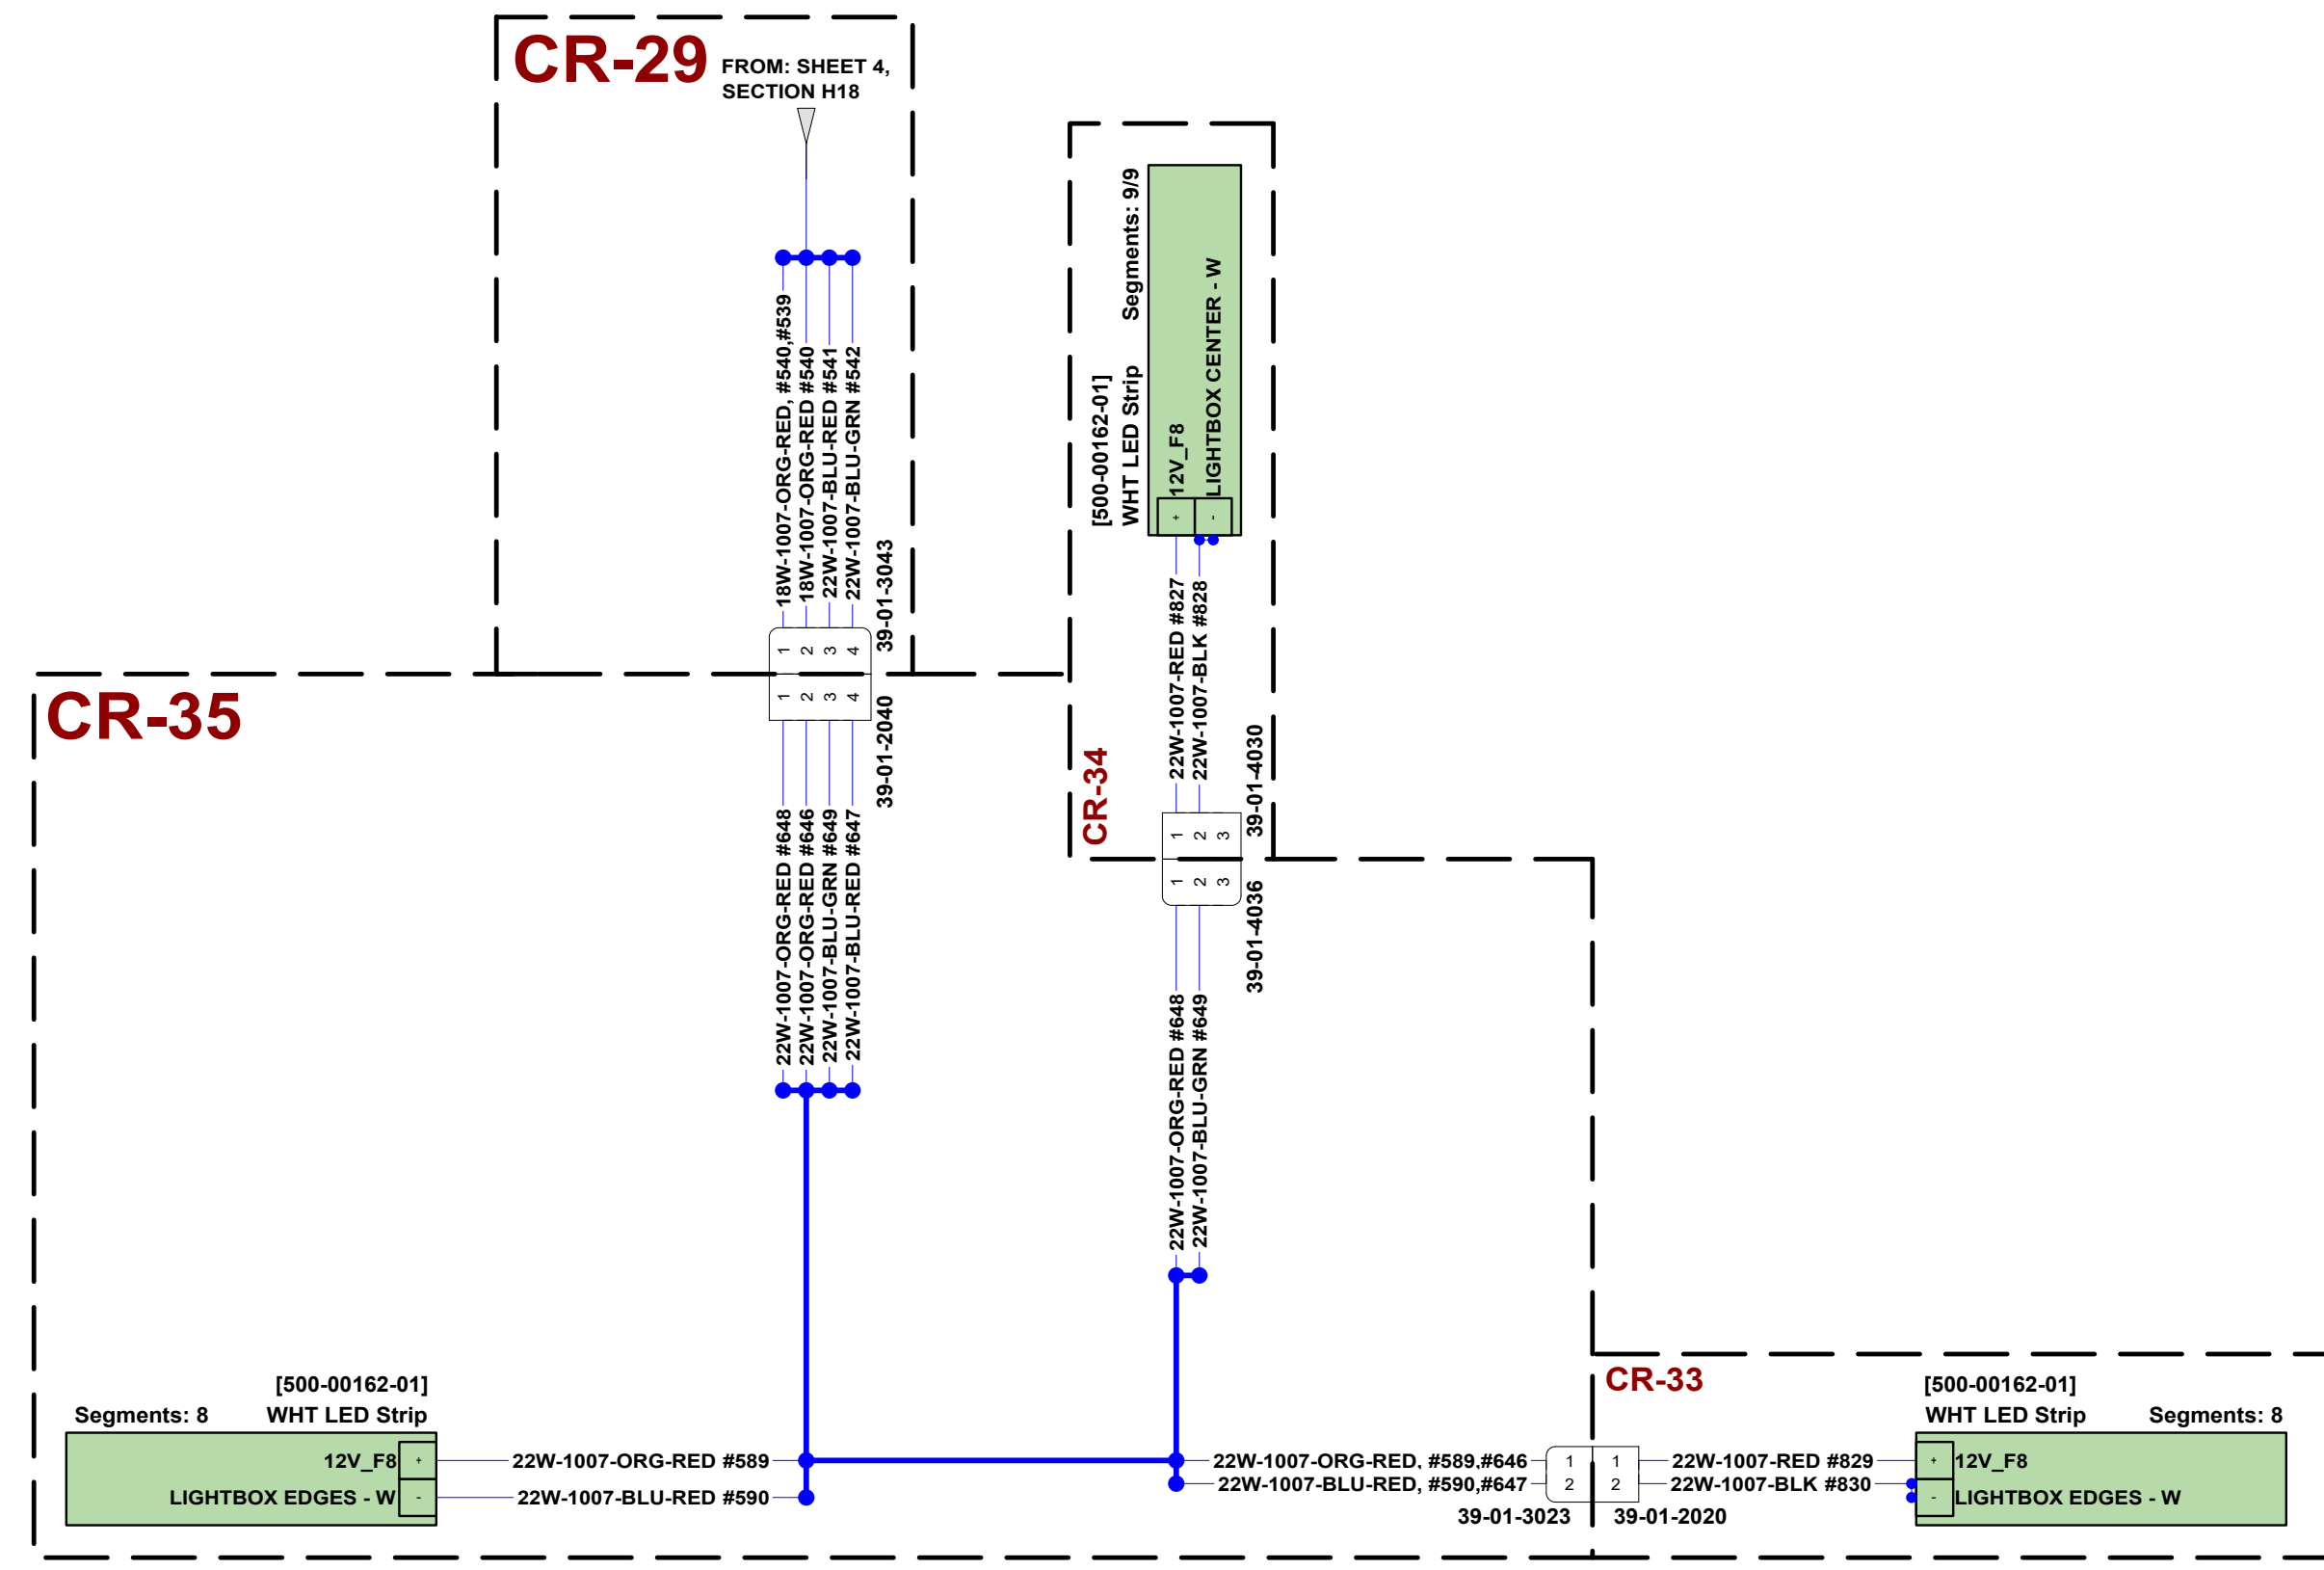 CR-29
FROM: SHEET 4,
SECTION H18
18W-1007-ORG-RED, #540,#539
18W-1007-ORG-RED #540
22W-1007-BLU-RED #541
22W-1007-BLU-GRN #542
39-01-3043
1
2
3
4
1
2
3
4
39-01-2040
CR-35
22W-1007-ORG-RED #648
22W-1007-ORG-RED #646
22W-1007-BLU-GRN #649
22W-1007-BLU-RED #647
[500-00162-01]
WHT LED Strip Segments: 9/9
12V_F8
LIGHTBOX CENTER - W
+
-
22W-1007-RED #827
22W-1007-BLK #828
CR-34
39-01-4030
1
2
3
1
2
3
39-01-4036
22W-1007-ORG-RED #648
22W-1007-BLU-GRN #649
[500-00162-01]
Segments: 8 WHT LED Strip
12V_F8 +
LIGHTBOX EDGES - W -
22W-1007-ORG-RED #589
22W-1007-BLU-RED #590
22W-1007-ORG-RED, #589,#646
22W-1007-BLU-RED, #590,#647
1 1
2 2
39-01-3023 39-01-2020
CR-33
22W-1007-RED #829
22W-1007-BLK #830
[500-00162-01]
WHT LED Strip Segments: 8
+ 12V_F8
- LIGHTBOX EDGES - W